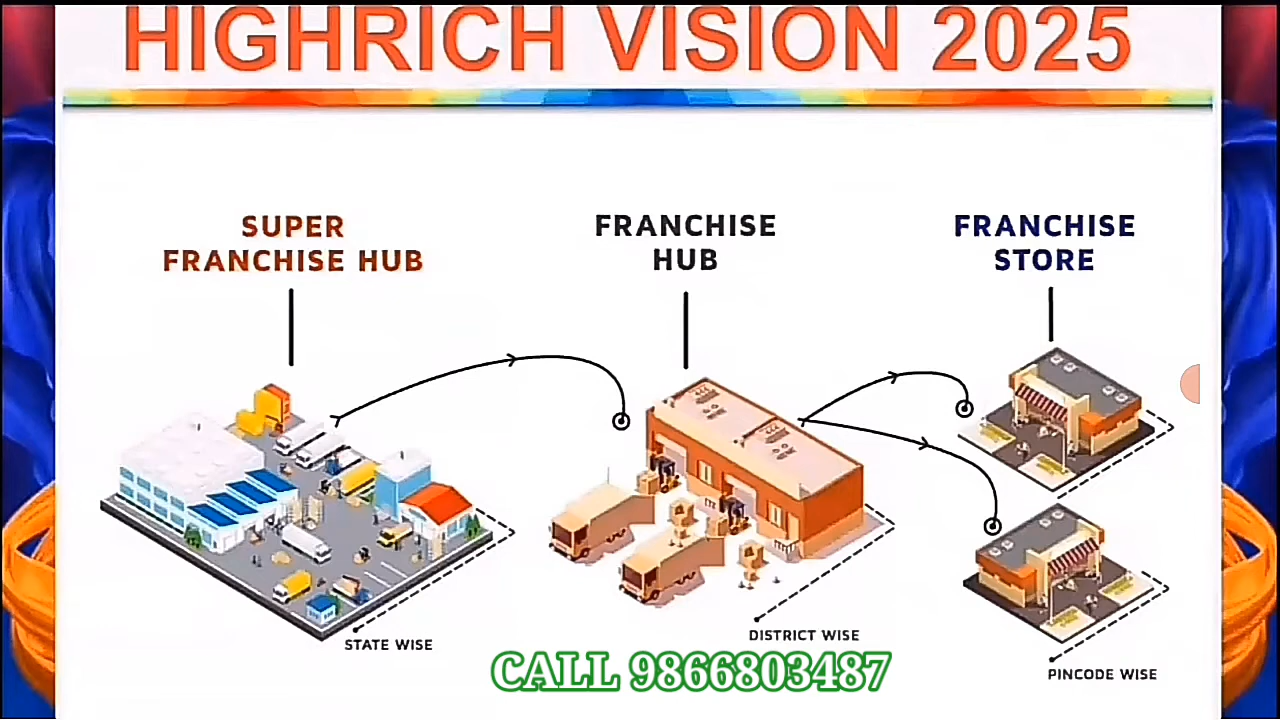 HIGHRICH VISION 2025
SUPER
FRANCHISE HUB
FRANCHISE
HUB
FRANCHISE
STORE
STATE WISE
DISTRICT WISE
PINCODE WISE
CALL 9866803487